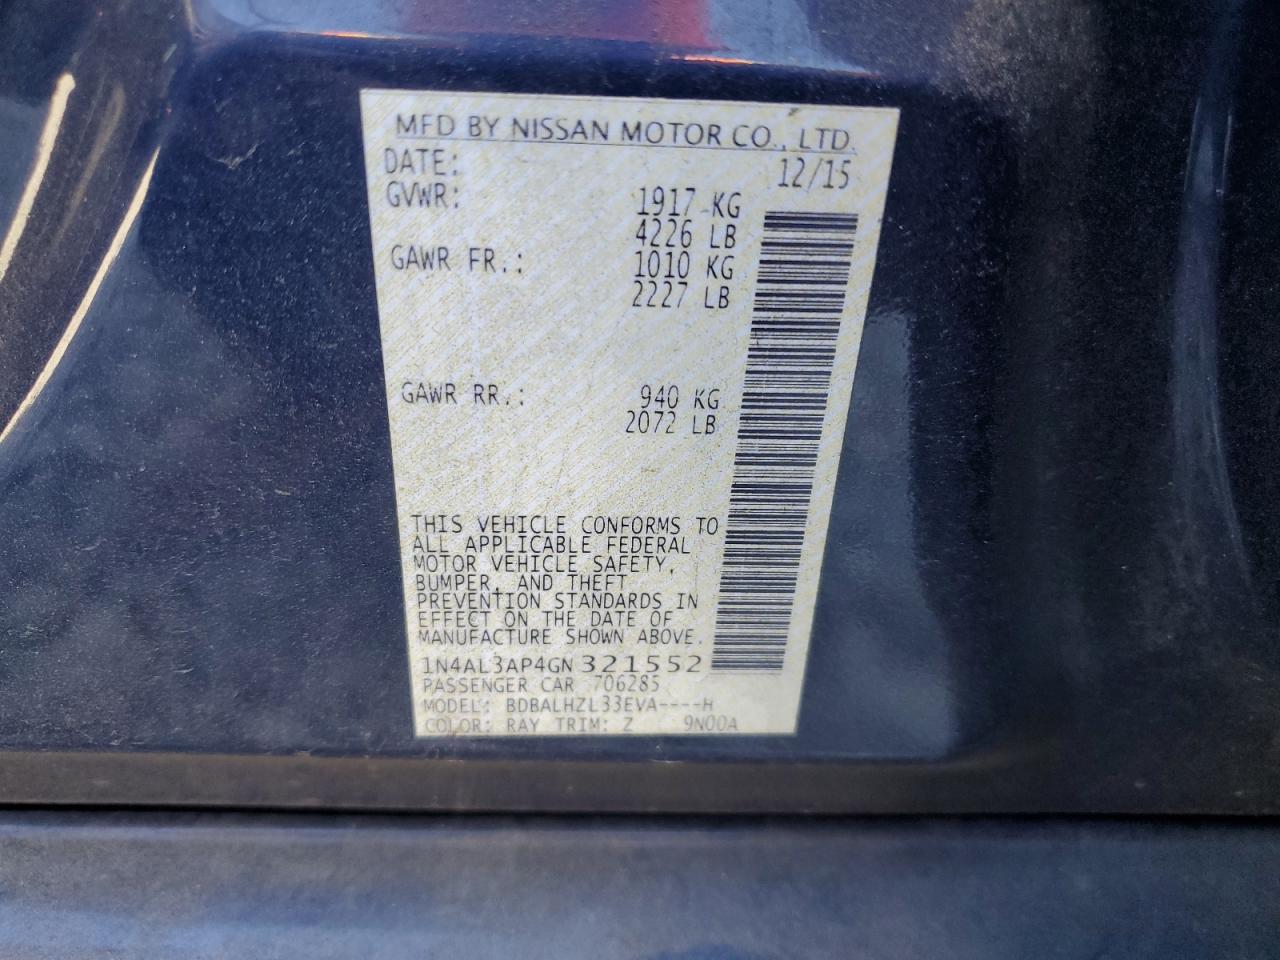 MFD BY NISSAN MOTOR CO., LTD.
DATE: 12/15
GVWR: 1917 KG
4226 LB
GAWR FR.: 1010 KG
2227 LB
GAWR RR.: 940 KG
2072 LB
THIS VEHICLE CONFORMS TO
ALL APPLICABLE FEDERAL
MOTOR VEHICLE SAFETY,
BUMPER, AND THEFT
PREVENTION STANDARDS IN
EFFECT ON THE DATE OF
MANUFACTURE SHOWN ABOVE.
1N4AL3AP4GN321552
PASSENGER CAR 706285
MODEL: BDBALHZL33EVA----H
COLOR: RAY TRIM: Z 9N00A